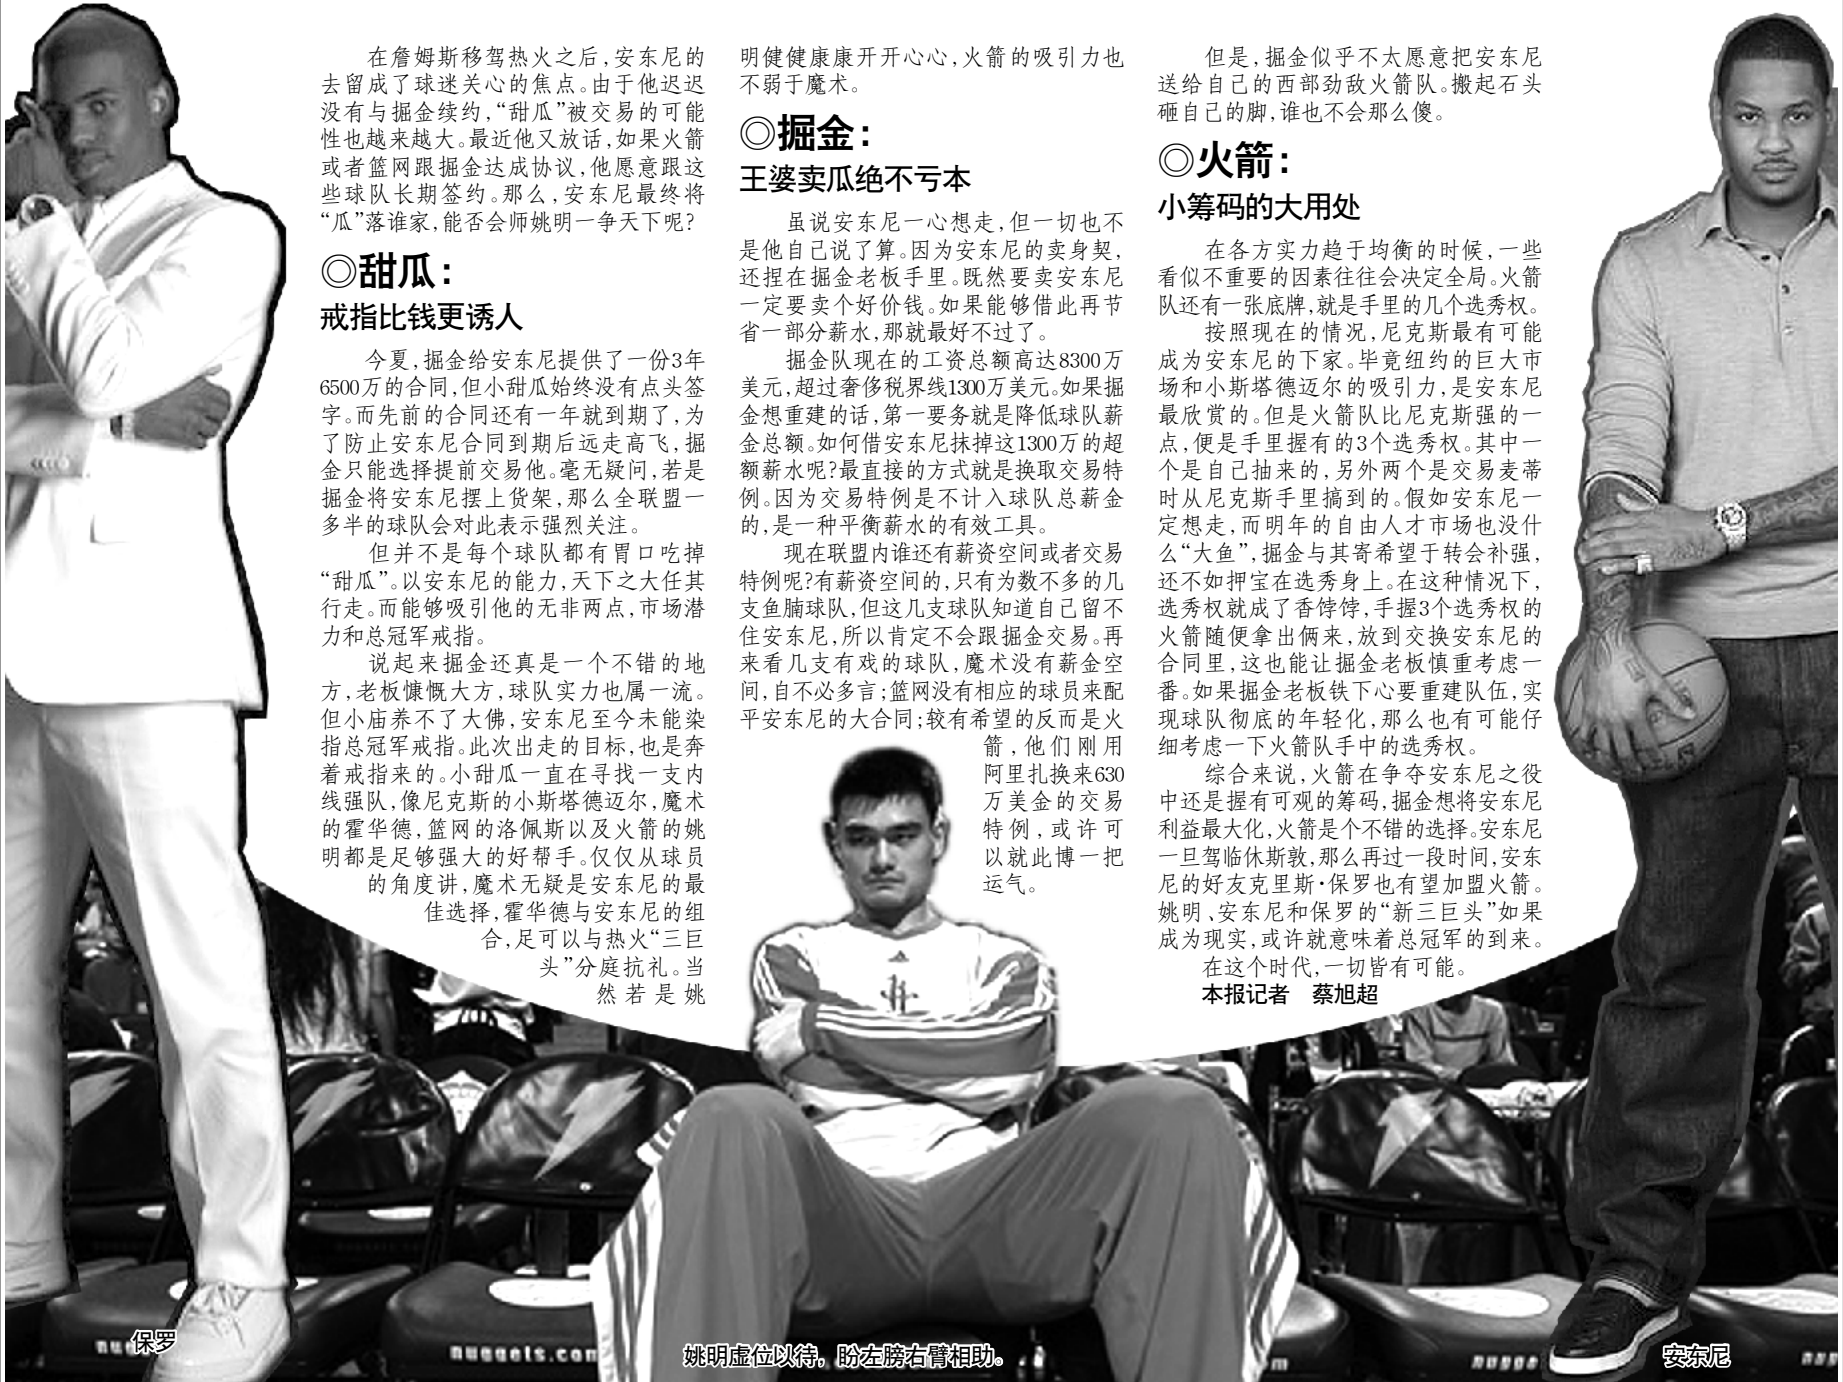 在詹姆斯移驾热火之后，安东尼的
去留成了球迷关心的焦点。由于他迟迟
没有与掘金续约，“甜瓜”被交易的可能
性也越来越大。最近他又放话，如果火箭
或者篮网跟掘金达成协议，他愿意跟这
些球队长期签约。那么，安东尼最终将
“瓜”落谁家，能否会师姚明一争天下呢？
◎甜瓜：
戒指比钱更诱人
今夏，掘金给安东尼提供了一份3年
6500万的合同，但小甜瓜始终没有点头签
字。而先前的合同还有一年就到期了，为
了防止安东尼合同到期后远走高飞，掘
金只能选择提前交易他。毫无疑问，若是
掘金将安东尼摆上货架，那么全联盟一
多半的球队会对此表示强烈关注。
但并不是每个球队都有胃口吃掉
“甜瓜”。以安东尼的能力，天下之大任其
行走。而能够吸引他的无非两点，市场潜
力和总冠军戒指。
说起来掘金还真是一个不错的地
方，老板慷慨大方，球队实力也属一流。
但小庙养不了大佛，安东尼至今未能染
指总冠军戒指。此次出走的目标，也是奔
着戒指来的。小甜瓜一直在寻找一支内
线强队，像尼克斯的小斯塔德迈尔，魔术
的霍华德，篮网的洛佩斯以及火箭的姚
明都是足够强大的好帮手。仅仅从球员
的角度讲，魔术无疑是安东尼的最
佳选择，霍华德与安东尼的组
合，足可以与热火“三巨
头”分庭抗礼。当
然若是姚
明健健康康开开心心，火箭的吸引力也
不弱于魔术。
◎掘金：
王婆卖瓜绝不亏本
虽说安东尼一心想走，但一切也不
是他自己说了算。因为安东尼的卖身契，
还捏在掘金老板手里。既然要卖安东尼
一定要卖个好价钱。如果能够借此再节
省一部分薪水，那就最好不过了。
掘金队现在的工资总额高达8300万
美元，超过奢侈税界线1300万美元。如果掘
金想重建的话，第一要务就是降低球队薪
金总额。如何借安东尼抹掉这1300万的超
额薪水呢？最直接的方式就是换取交易特
例。因为交易特例是不计入球队总薪金
的，是一种平衡薪水的有效工具。
现在联盟内谁还有薪资空间或者交易
特例呢？有薪资空间的，只有为数不多的几
支鱼腩球队，但这几支球队知道自己留不
住安东尼，所以肯定不会跟掘金交易。再
来看几支有戏的球队，魔术没有薪金空
间，自不必多言；篮网没有相应的球员来配
平安东尼的大合同；较有希望的反而是火
箭，他们刚用
阿里扎换来630
万美金的交易
特例，或许可
以就此博一把
运气。
但是，掘金似乎不太愿意把安东尼
送给自己的西部劲敌火箭队。搬起石头
砸自己的脚，谁也不会那么傻。
◎火箭：
小筹码的大用处
在各方实力趋于均衡的时候，一些
看似不重要的因素往往会决定全局。火箭
队还有一张底牌，就是手里的几个选秀权。
按照现在的情况，尼克斯最有可能
成为安东尼的下家。毕竟纽约的巨大市
场和小斯塔德迈尔的吸引力，是安东尼
最欣赏的。但是火箭队比尼克斯强的一
点，便是手里握有的3个选秀权。其中一
个是自己抽来的，另外两个是交易麦蒂
时从尼克斯手里搞到的。假如安东尼一
定想走，而明年的自由人才市场也没什
么“大鱼”，掘金与其寄希望于转会补强，
还不如押宝在选秀身上。在这种情况下，
选秀权就成了香饽饽，手握3个选秀权的
火箭随便拿出俩来，放到交换安东尼的
合同里，这也能让掘金老板慎重考虑一
番。如果掘金老板铁下心要重建队伍，实
现球队彻底的年轻化，那么也有可能仔
细考虑一下火箭队手中的选秀权。
综合来说，火箭在争夺安东尼之役
中还是握有可观的筹码，掘金想将安东尼
利益最大化，火箭是个不错的选择。安东尼
一旦驾临休斯敦，那么再过一段时间，安东
尼的好友克里斯·保罗也有望加盟火箭。
姚明、安东尼和保罗的“新三巨头”如果
成为现实，或许就意味着总冠军的到来。
在这个时代，一切皆有可能。
本报记者　蔡旭超
保罗
nuggets.com
姚明虚位以待，盼左膀右臂相助。
安东尼